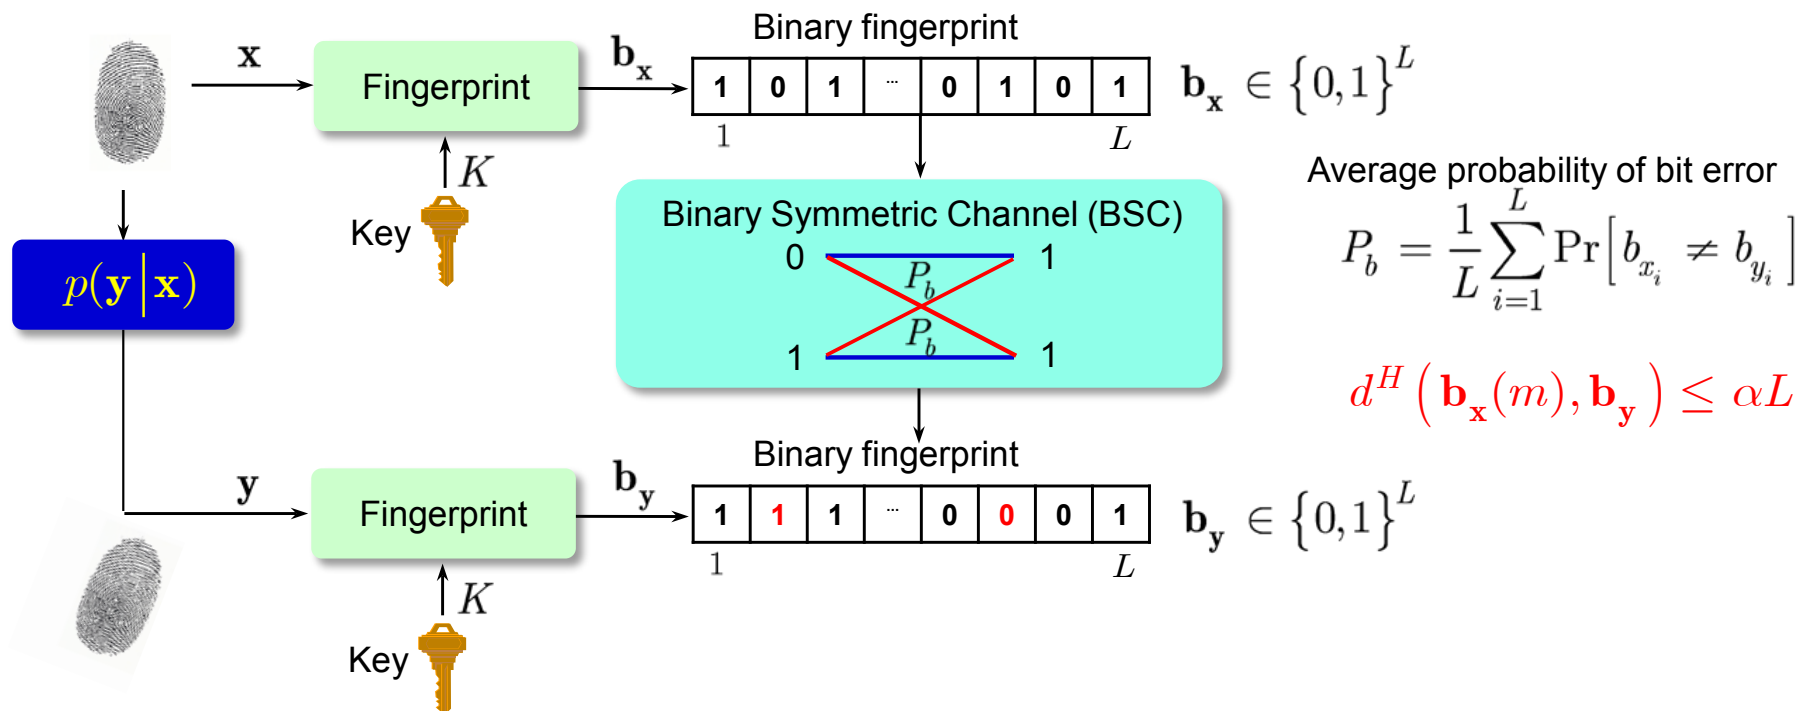 Binary fingerprint
x
Fingerprint
b_x
1 0 1 ... 0 1 0 1
b_x ∈ {0,1}^L
1
L
K
Key
Average probability of bit error
P_b = 1/L ∑_{i=1}^{L} Pr[b_{x_i} ≠ b_{y_i}]
Binary Symmetric Channel (BSC)
0
1
P_b
P_b
1
1
p(y|x)
d^H(b_x(m), b_y) ≤ αL
Binary fingerprint
y
Fingerprint
b_y
1 1 1 ... 0 0 0 1
b_y ∈ {0,1}^L
1
L
K
Key